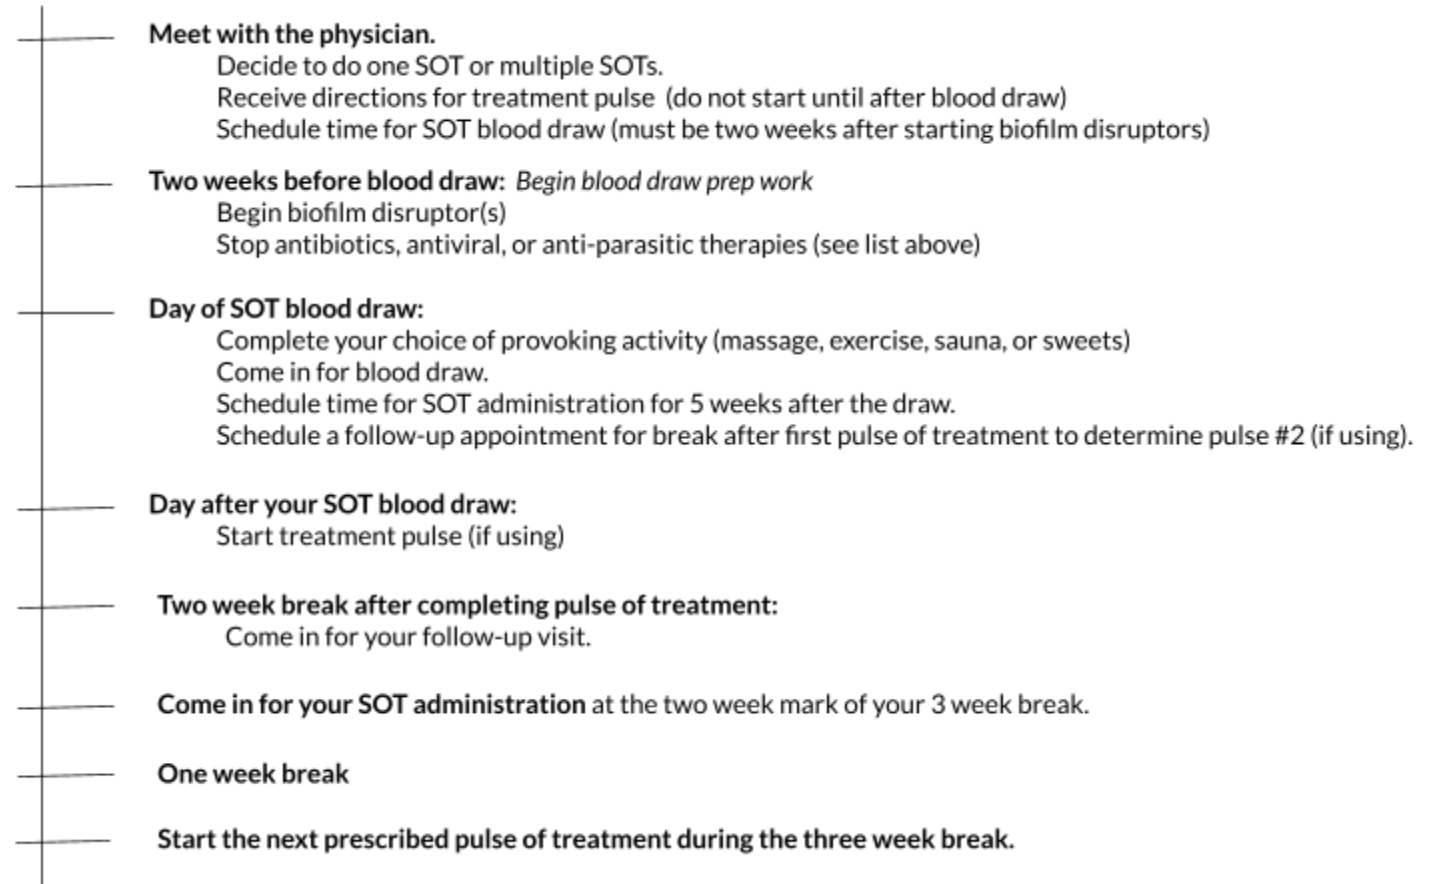 Meet with the physician.
Decide to do one SOT or multiple SOTs.
Receive directions for treatment pulse (do not start until after blood draw)
Schedule time for SOT blood draw (must be two weeks after starting biofilm disruptors)
Two weeks before blood draw: Begin blood draw prep work
Begin biofilm disruptor(s)
Stop antibiotics, antiviral, or anti-parasitic therapies (see list above)
Day of SOT blood draw:
Complete your choice of provoking activity (massage, exercise, sauna, or sweets)
Come in for blood draw.
Schedule time for SOT administration for 5 weeks after the draw.
Schedule a follow-up appointment for break after first pulse of treatment to determine pulse #2 (if using).
Day after your SOT blood draw:
Start treatment pulse (if using)
Two week break after completing pulse of treatment:
Come in for your follow-up visit.
Come in for your SOT administration at the two week mark of your 3 week break.
One week break
Start the next prescribed pulse of treatment during the three week break.